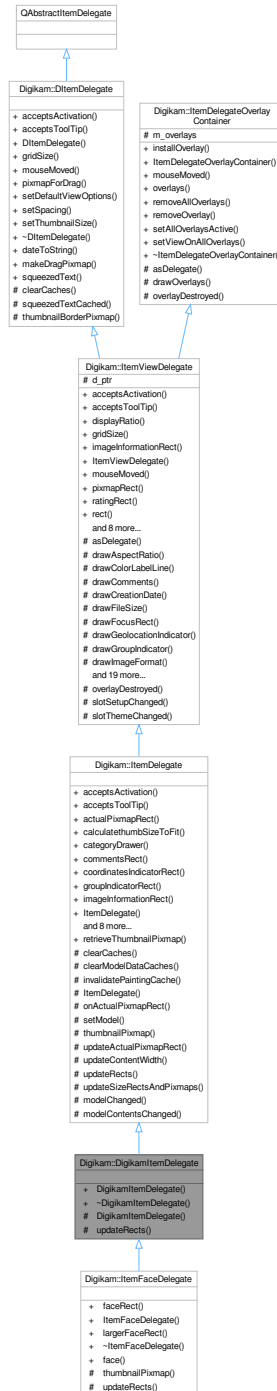 QAbstractItemDelegate
Digikam::DItemDelegate
+ acceptsActivation()
+ acceptsToolTip()
+ DItemDelegate()
+ gridSize()
+ mouseMoved()
+ pixmapForDrag()
+ setDefaultViewOptions()
+ setSpacing()
+ setThumbnailSize()
+ ~DItemDelegate()
+ dateToString()
+ makeDragPixmap()
+ squeezedText()
# clearCaches()
# squeezedTextCached()
# thumbnailBorderPixmap()
Digikam::ItemDelegateOverlay
Container
# m_overlays
+ installOverlay()
+ ItemDelegateOverlayContainer()
+ mouseMoved()
+ overlays()
+ removeAllOverlays()
+ removeOverlay()
+ setAllOverlaysActive()
+ setViewOnAllOverlays()
+ ~ItemDelegateOverlayContainer()
# asDelegate()
# drawOverlays()
# overlayDestroyed()
Digikam::ItemViewDelegate
# d_ptr
+ acceptsActivation()
+ acceptsToolTip()
+ displayRatio()
+ gridSize()
+ imageInformationRect()
+ ItemViewDelegate()
+ mouseMoved()
+ pixmapRect()
+ ratingRect()
+ rect()
and 8 more...
# asDelegate()
# drawAspectRatio()
# drawColorLabelLine()
# drawComments()
# drawCreationDate()
# drawFileSize()
# drawFocusRect()
# drawGeolocationIndicator()
# drawGroupIndicator()
# drawImageFormat()
and 19 more...
# overlayDestroyed()
# slotSetupChanged()
# slotThemeChanged()
Digikam::ItemDelegate
+ acceptsActivation()
+ acceptsToolTip()
+ actualPixmapRect()
+ calculatethumbSizeToFit()
+ categoryDrawer()
+ commentsRect()
+ coordinatesIndicatorRect()
+ groupIndicatorRect()
+ imageInformationRect()
+ ItemDelegate()
and 8 more...
+ retrieveThumbnailPixmap()
# clearCaches()
# clearModelDataCaches()
# invalidatePaintingCache()
# ItemDelegate()
# onActualPixmapRect()
# setModel()
# thumbnailPixmap()
# updateActualPixmapRect()
# updateContentWidth()
# updateRects()
# updateSizeRectsAndPixmaps()
# modelChanged()
# modelContentsChanged()
Digikam::DigikamItemDelegate
+ DigikamItemDelegate()
+ ~DigikamItemDelegate()
# DigikamItemDelegate()
# updateRects()
Digikam::ItemFaceDelegate
+ faceRect()
+ ItemFaceDelegate()
+ largerFaceRect()
+ ~ItemFaceDelegate()
+ face()
# thumbnailPixmap()
# updateRects()